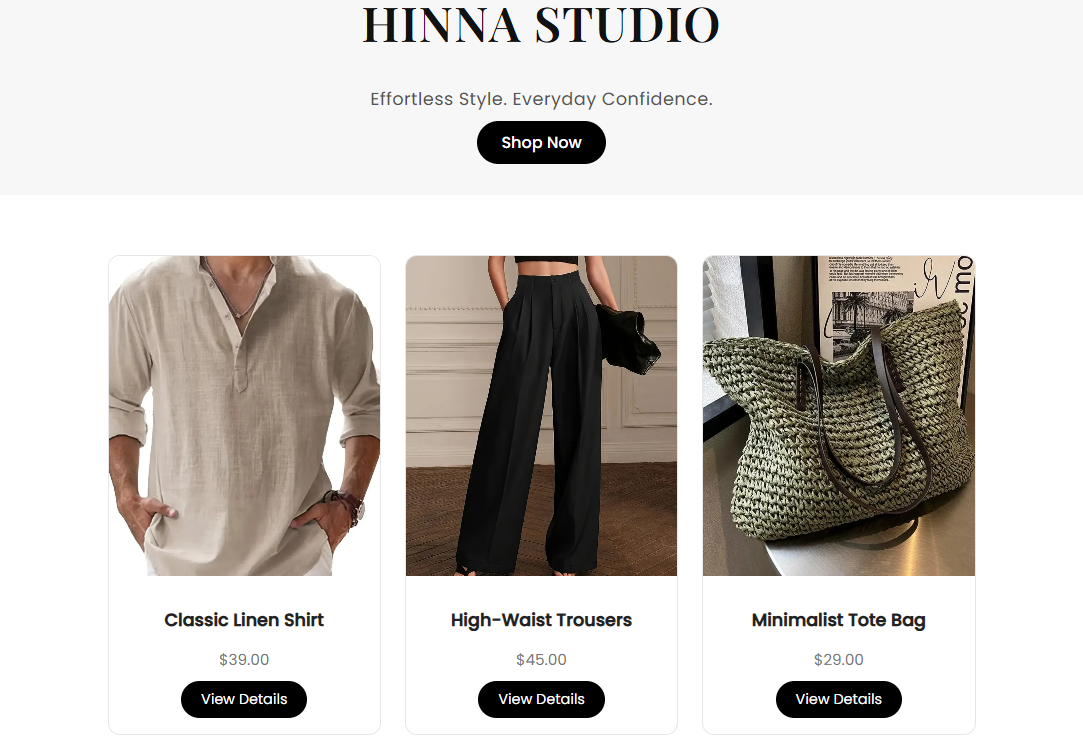 HINNA STUDIO
Effortless Style. Everyday Confidence.
Shop Now
Classic Linen Shirt
$39.00
View Details
High-Waist Trousers
$45.00
View Details
Minimalist Tote Bag
$29.00
View Details